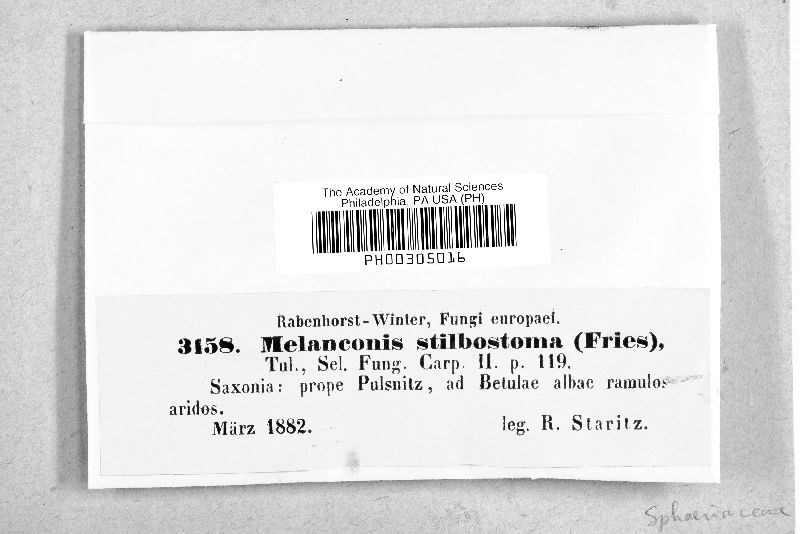 The Academy of Natural Sciences
Philadelphia, PA USA (PH)
PH00305016
Rabenhorst-Winter, Fungi europaei.
3158. Melanconis stilbostoma (Fries),
Tul., Sel. Fung. Carp. II. p. 119.
Saxonia: prope Pulsnitz, ad Betulae albae ramulos
aridos.
März 1882. leg. R. Staritz.
Sphaeriaceae